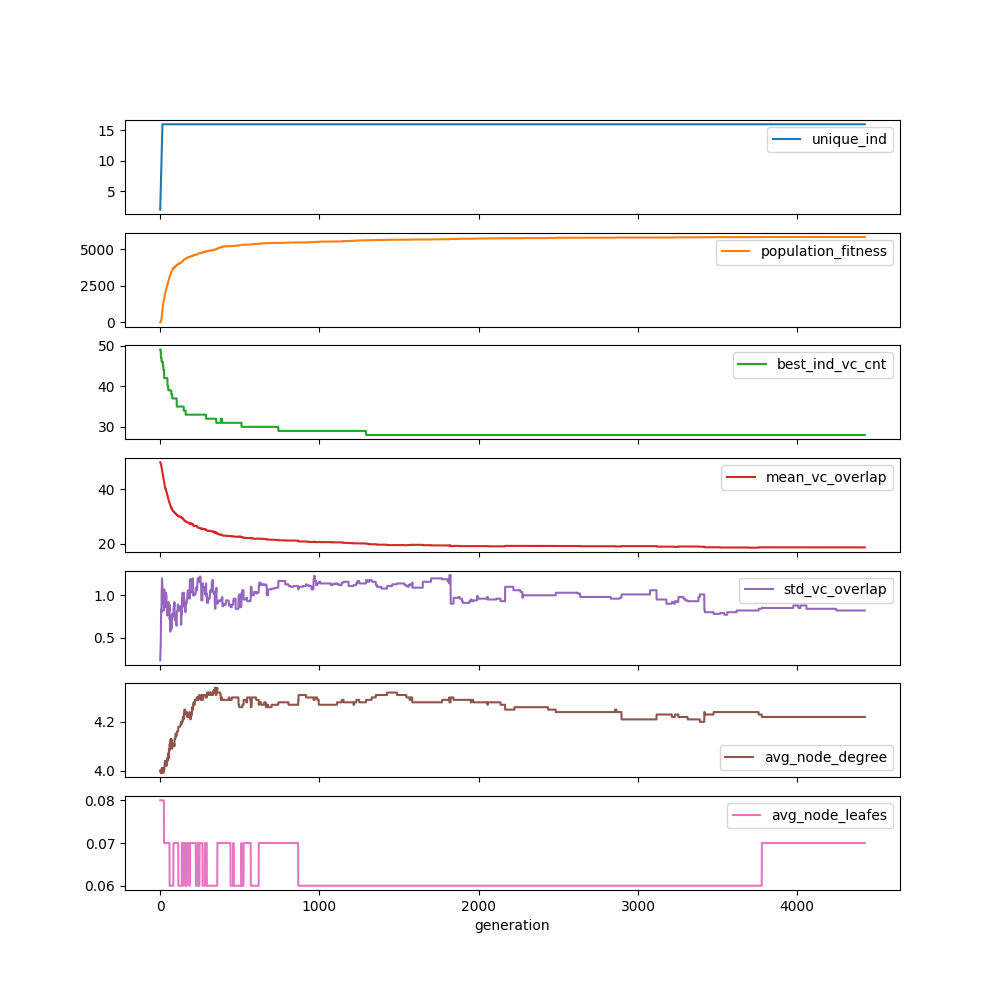 15
10
5
unique_ind
5000
2500
0
population_fitness
50
40
30
best_ind_vc_cnt
40
20
mean_vc_overlap
1.0
0.5
std_vc_overlap
4.2
4.0
avg_node_degree
0.08
0.07
0.06
avg_node_leafes
0 1000 2000 3000 4000
generation